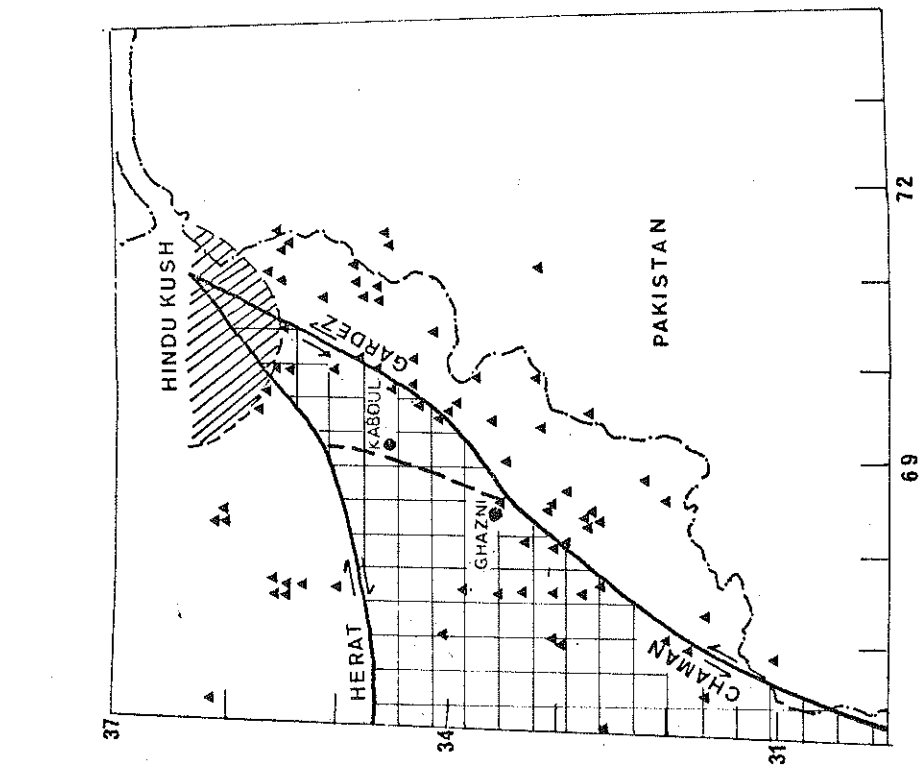 HINDU KUSH
GARDEZ
KABOUL
GHAZNI
HERAT
CHAMAN
PAKISTAN
37
34
31
69
72